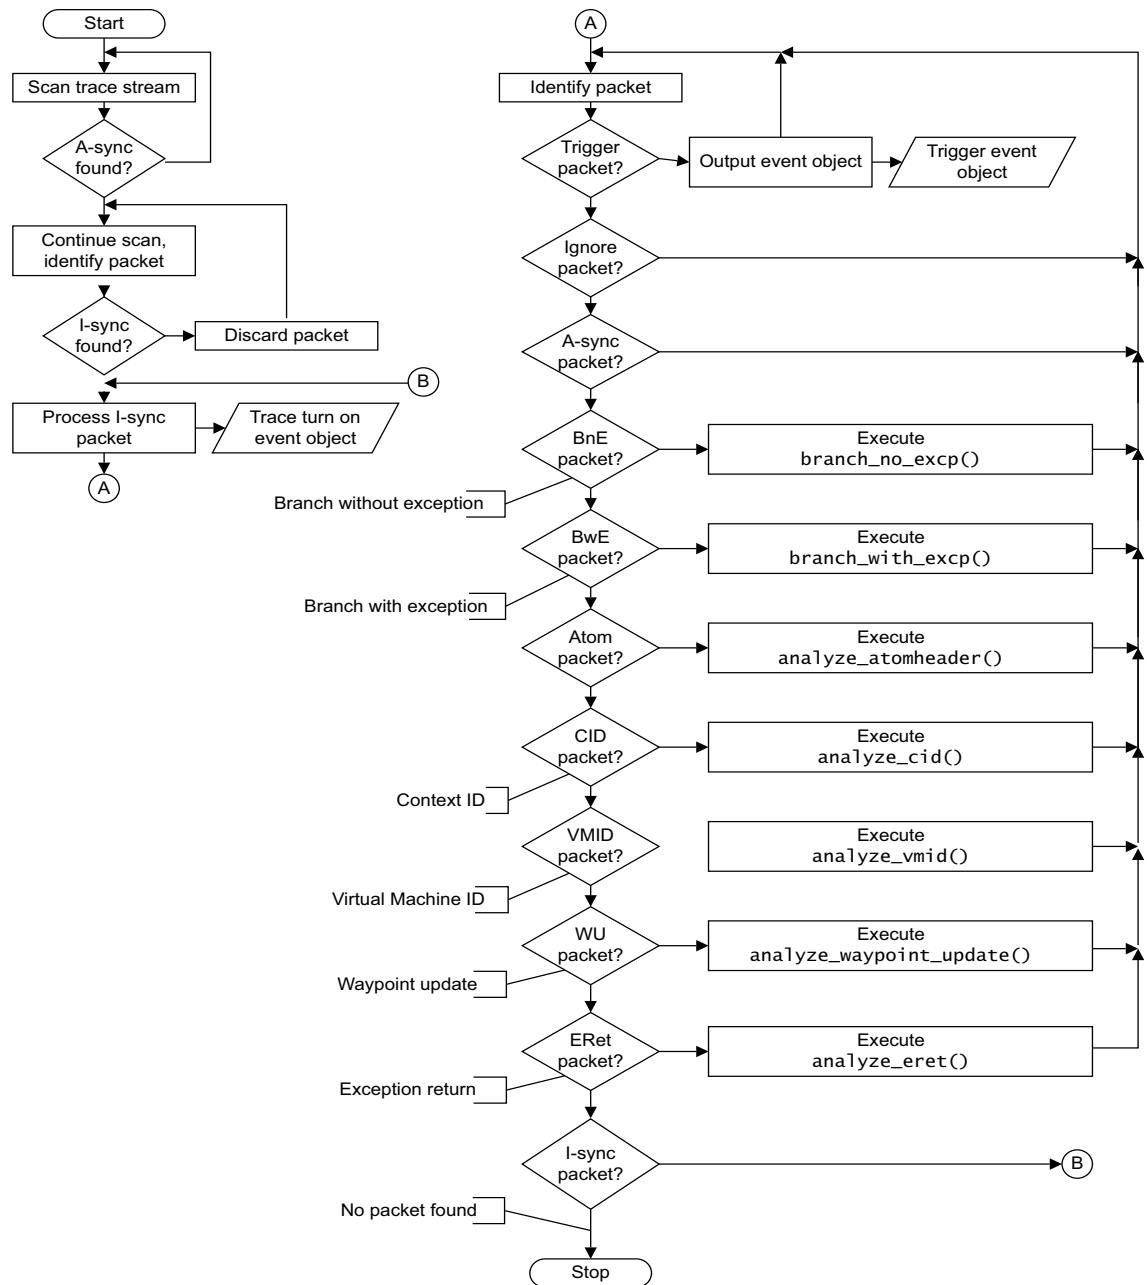 Start
Scan trace stream
A-sync
found?
Continue scan,
identify packet
I-sync
found?
Discard packet
B
Process I-sync
packet
Trace turn on
event object
A
A
Identify packet
Trigger
packet?
Output event object
Trigger event
object
Ignore
packet?
A-sync
packet?
BnE
packet?
Execute
branch_no_excp()
Branch without exception
BwE
packet?
Execute
branch_with_excp()
Branch with exception
Atom
packet?
Execute
analyze_atomheader()
CID
packet?
Execute
analyze_cid()
Context ID
VMID
packet?
Execute
analyze_vmid()
Virtual Machine ID
WU
packet?
Execute
analyze_waypoint_update()
Waypoint update
ERet
packet?
Execute
analyze_eret()
Exception return
I-sync
packet?
B
No packet found
Stop